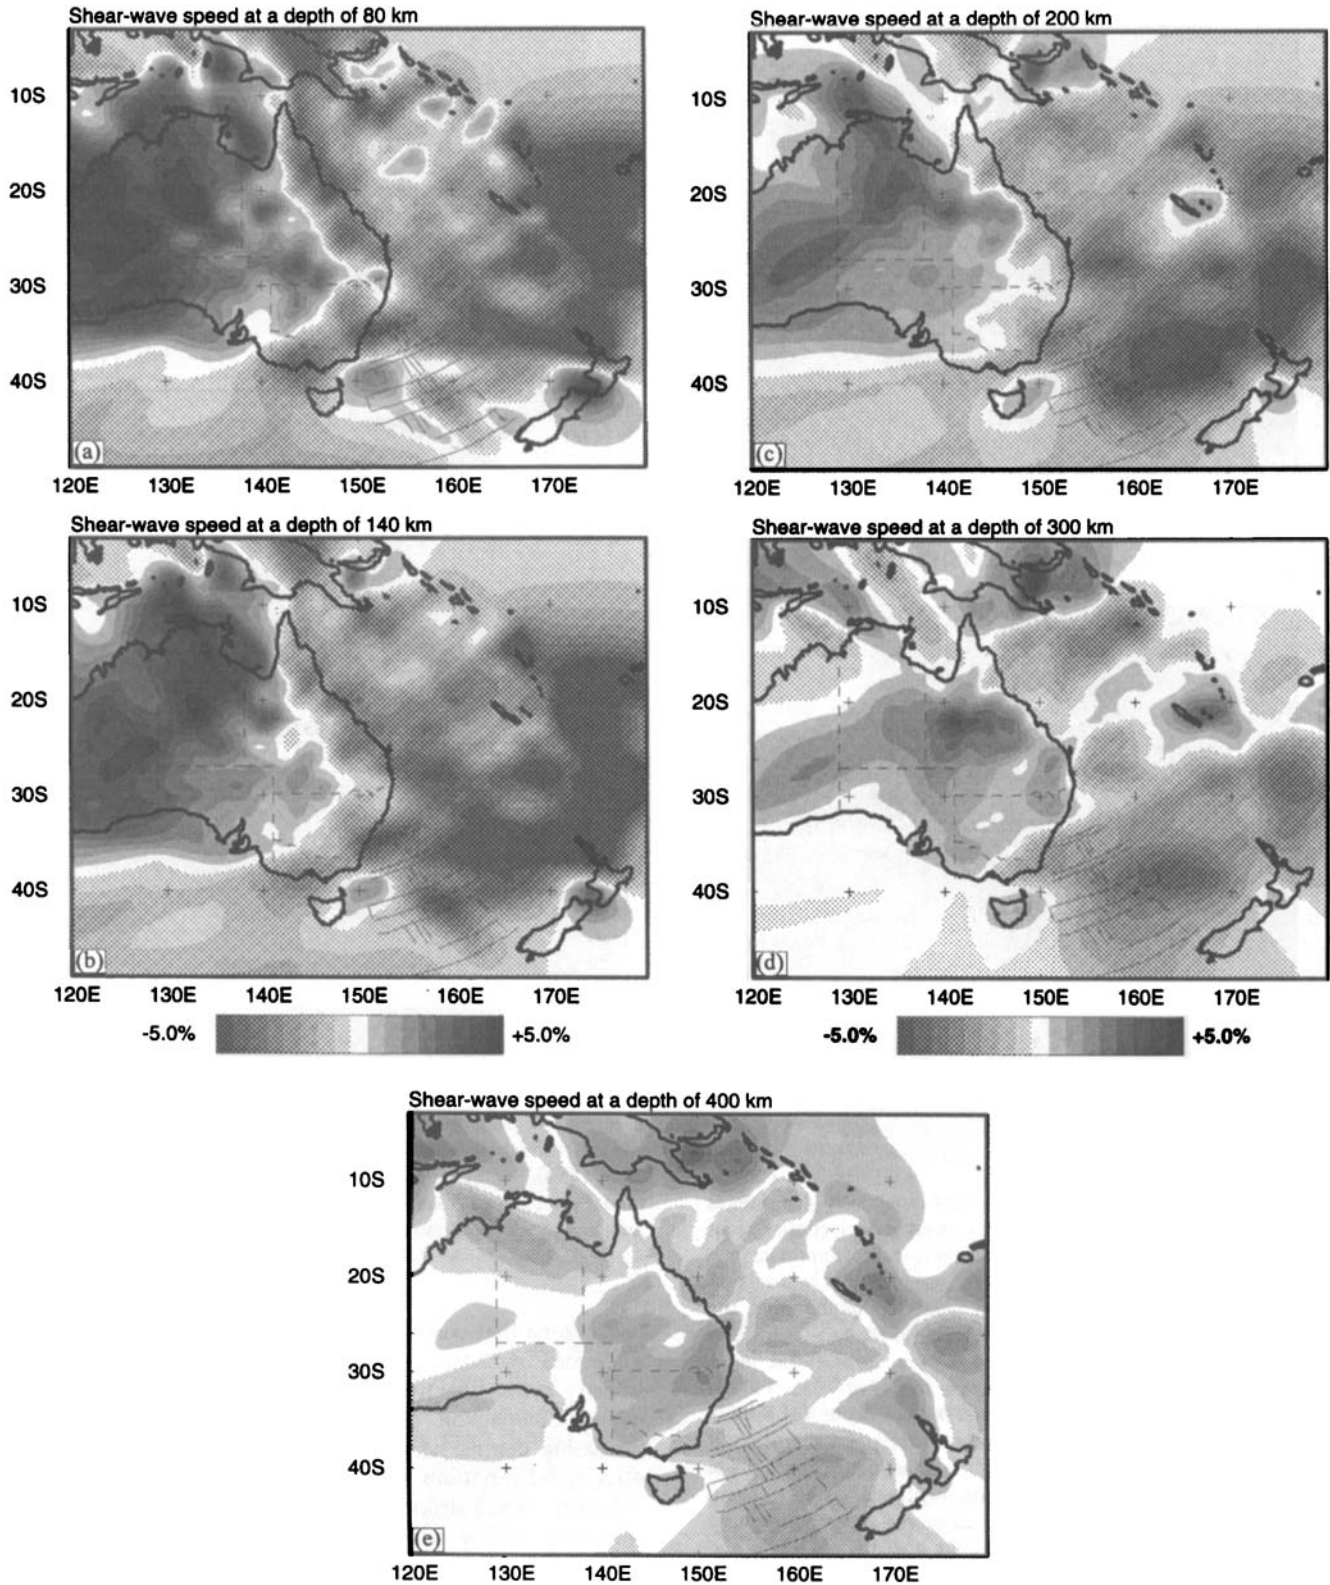 Shear-wave speed at a depth of 80 km
10S
20S
30S
40S
(a)
120E 130E 140E 150E 160E 170E
Shear-wave speed at a depth of 200 km
10S
20S
30S
40S
(c)
120E 130E 140E 150E 160E 170E
Shear-wave speed at a depth of 140 km
10S
20S
30S
40S
(b)
120E 130E 140E 150E 160E 170E
-5.0% +5.0%
Shear-wave speed at a depth of 300 km
10S
20S
30S
40S
(d)
120E 130E 140E 150E 160E 170E
-5.0% +5.0%
Shear-wave speed at a depth of 400 km
10S
20S
30S
40S
(e)
120E 130E 140E 150E 160E 170E